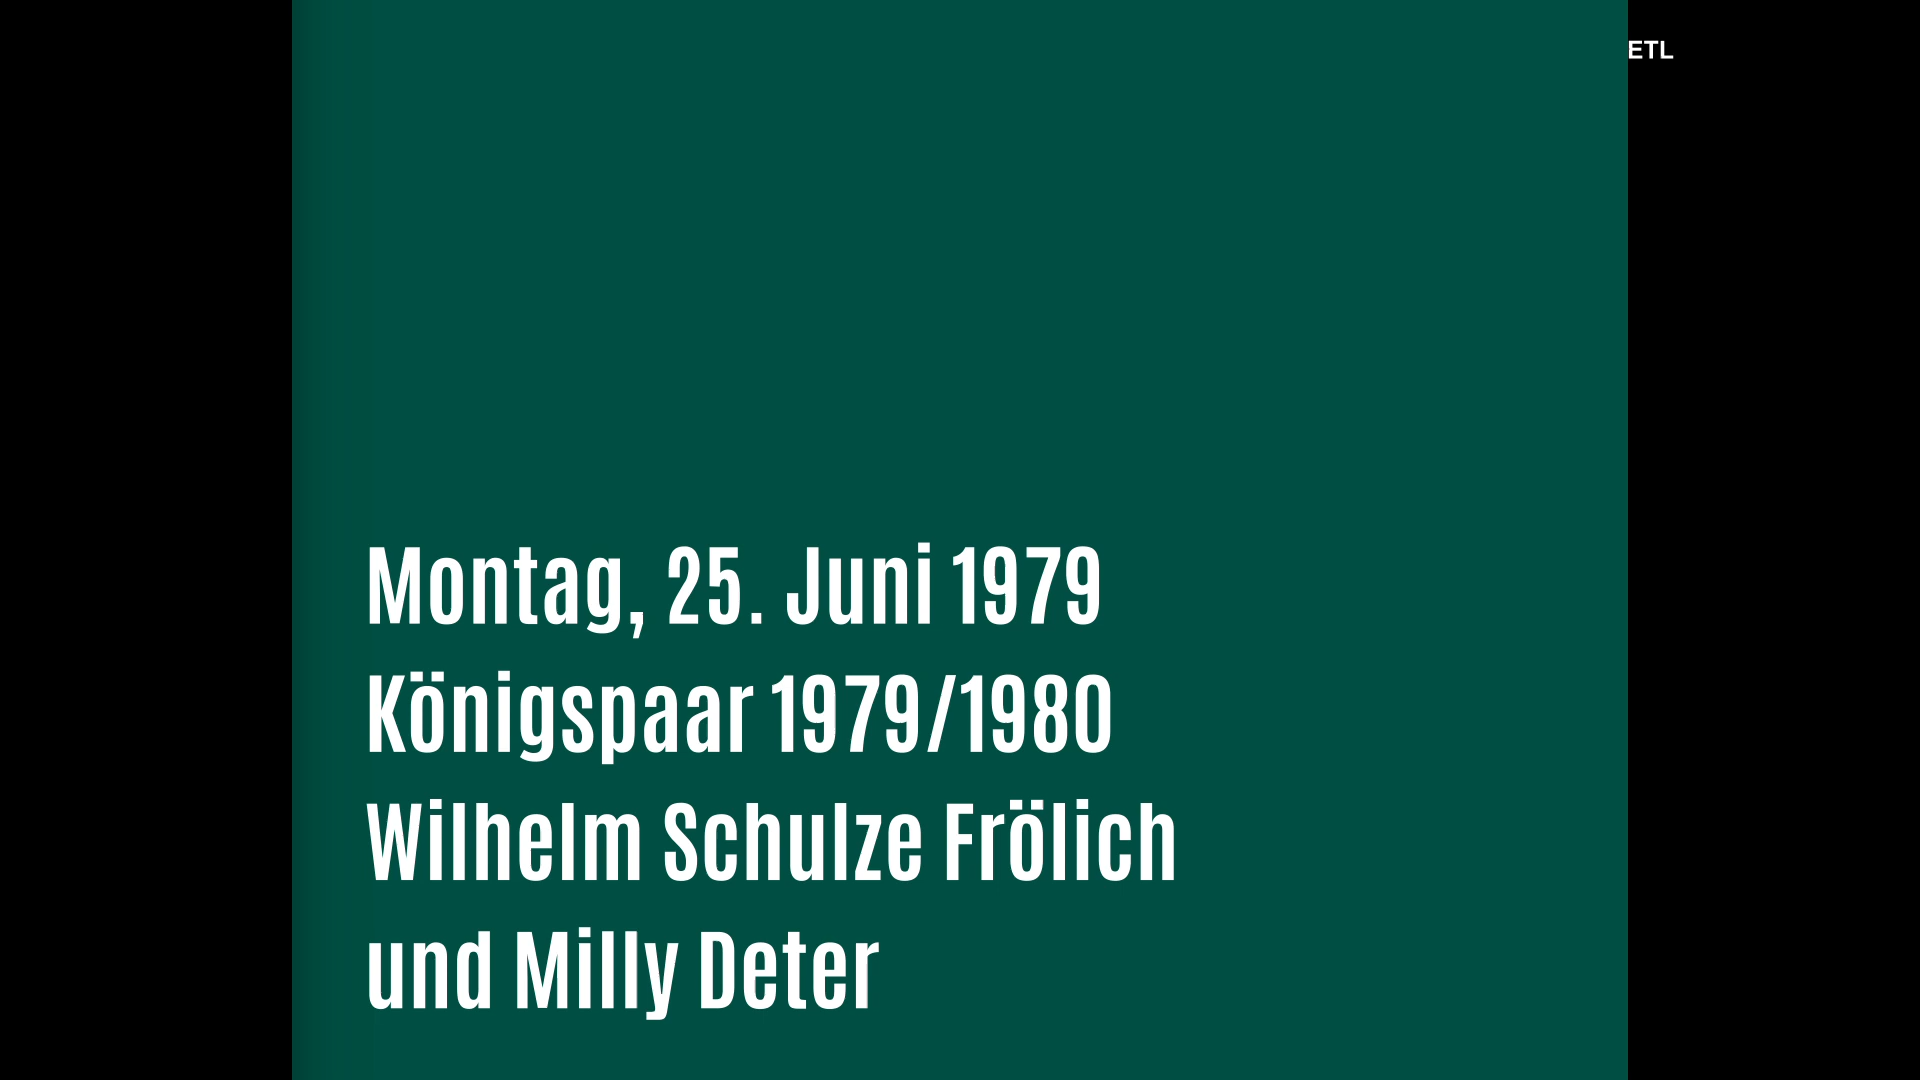 ETL
Montag, 25. Juni 1979
Königspaar 1979/1980
Wilhelm Schulze Frölich
und Milly Deter